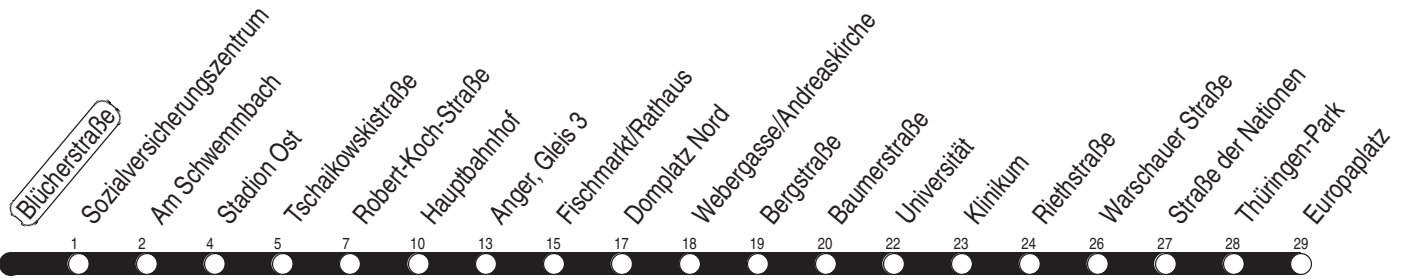 Blücherstraße
Sozialversicherungszentrum
Am Schwemmbach
Stadion Ost
Tschaikowskistraße
Robert-Koch-Straße
Hauptbahnhof
Anger, Gleis 3
Fischmarkt/Rathaus
Domplatz Nord
Webergasse/Andreaskirche
Bergstraße
Baumerstraße
Universität
Klinikum
Riethstraße
Warschauer Straße
Straße der Nationen
Thüringen-Park
Europaplatz
1 2 4 5 7 10 13 15 17 18 19 20 22 23 24 26 27 28 29